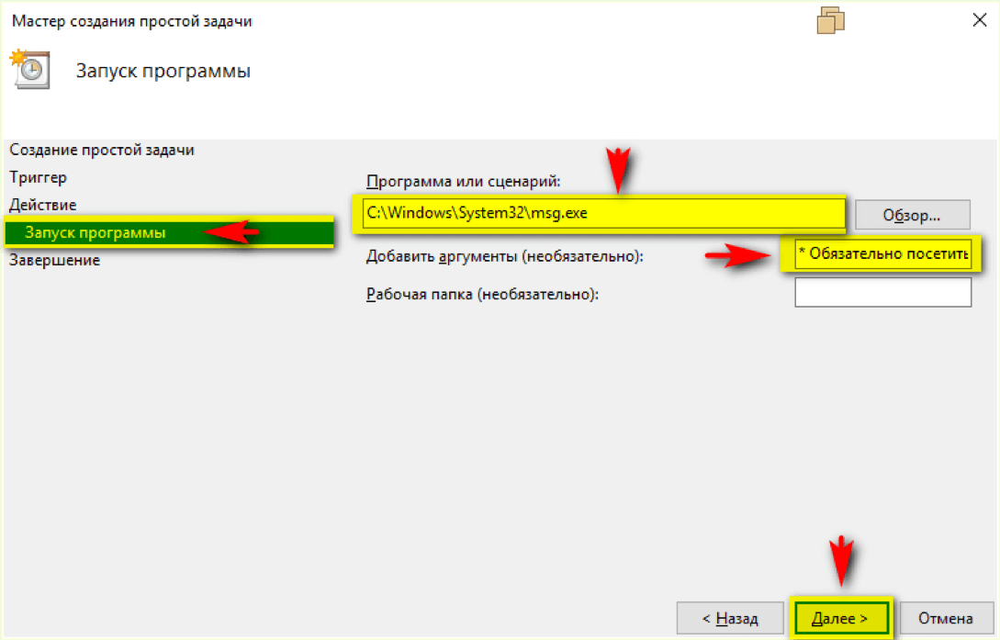 Мастер создания простой задачи
Запуск программы
Создание простой задачи
Триггер
Действие
Запуск программы
Завершение
Программа или сценарий:
C:\Windows\System32\msg.exe
Обзор...
Добавить аргументы (необязательно):
* Обязательно посетить
Рабочая папка (необязательно):
< Назад
Далее >
Отмена